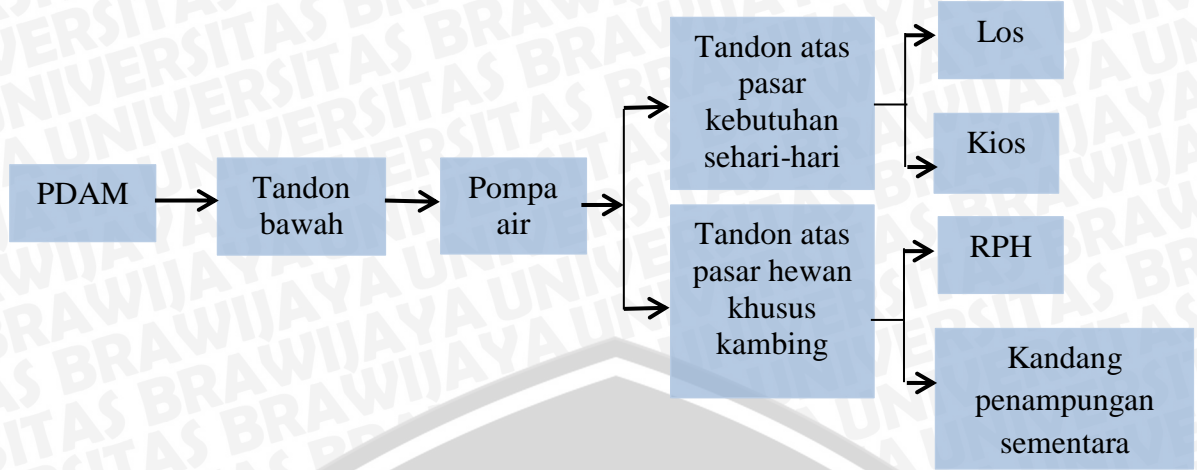 PDAM
Tandon
bawah
Pompa
air
Tandon atas
pasar
kebutuhan
sehari-hari
Los
Kios
Tandon atas
pasar hewan
khusus
kambing
RPH
Kandang
penampungan
sementara